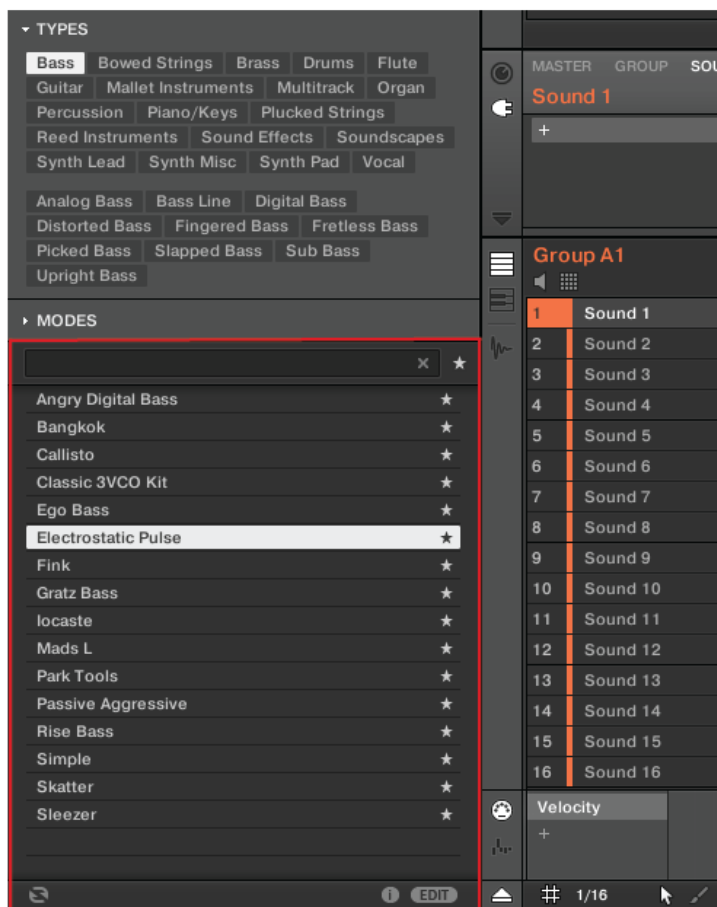 TYPES
Bass Bowed Strings Brass Drums Flute
Guitar Mallet Instruments Multitrack Organ
Percussion Piano/Keys Plucked Strings
Reed Instruments Sound Effects Soundscapes
Synth Lead Synth Misc Synth Pad Vocal
Analog Bass Bass Line Digital Bass
Distorted Bass Fingered Bass Fretless Bass
Picked Bass Slapped Bass Sub Bass
Upright Bass
MODES
Angry Digital Bass
Bangkok
Callisto
Classic 3VCO Kit
Ego Bass
Electrostatic Pulse
Fink
Gratz Bass
Iocaste
Mads L
Park Tools
Passive Aggressive
Rise Bass
Simple
Skatter
Sleezer
i EDIT
MASTER GROUP SOU
Sound 1
+
Group A1
1 Sound 1
2 Sound 2
3 Sound 3
4 Sound 4
5 Sound 5
6 Sound 6
7 Sound 7
8 Sound 8
9 Sound 9
10 Sound 10
11 Sound 11
12 Sound 12
13 Sound 13
14 Sound 14
15 Sound 15
16 Sound 16
Velocity
+
1/16